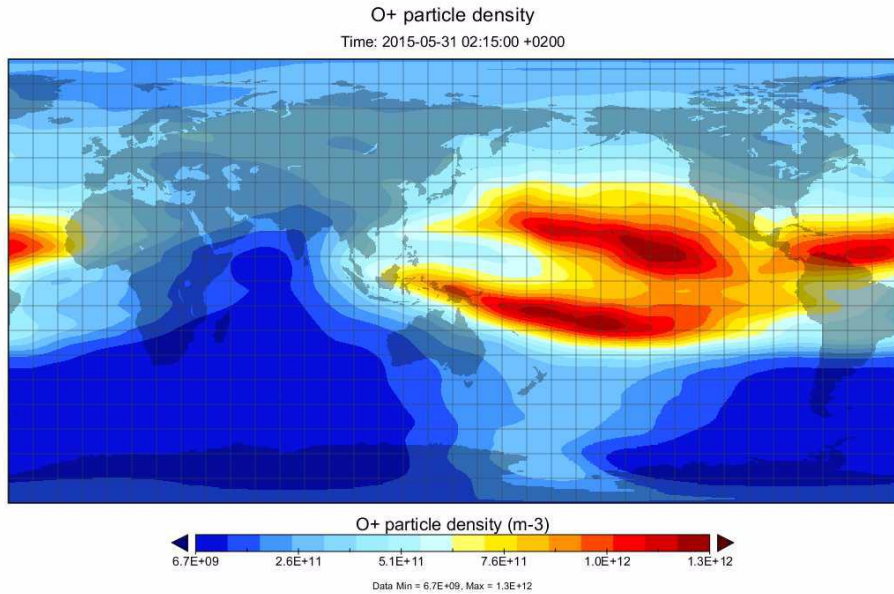 O+ particle density
Time: 2015-05-31 02:15:00 +0200
O+ particle density (m-3)
6.7E+09 2.6E+11 5.1E+11 7.6E+11 1.0E+12 1.3E+12
Data Min = 6.7E+09, Max = 1.3E+12